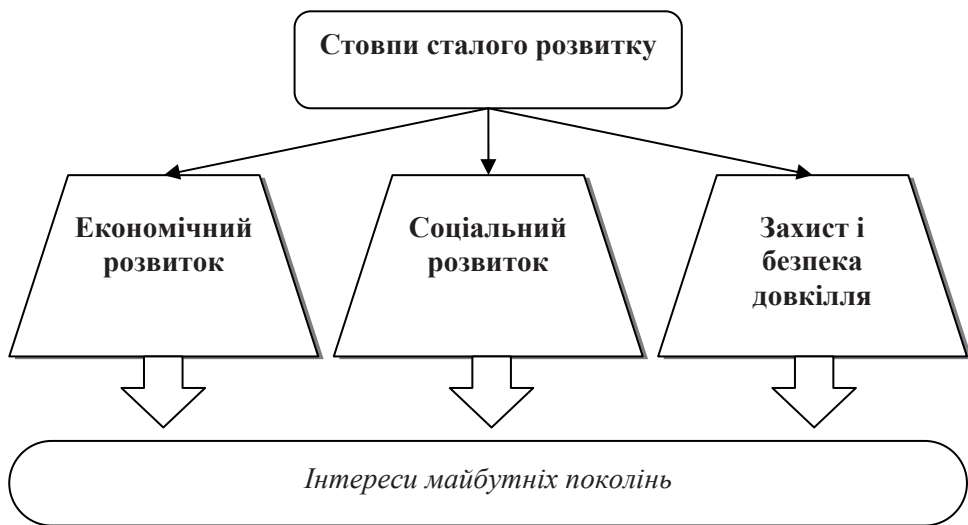 Стовпи сталого розвитку
Економічний
розвиток
Соціальний
розвиток
Захист і
безпека
довкілля
Інтереси майбутніх поколінь